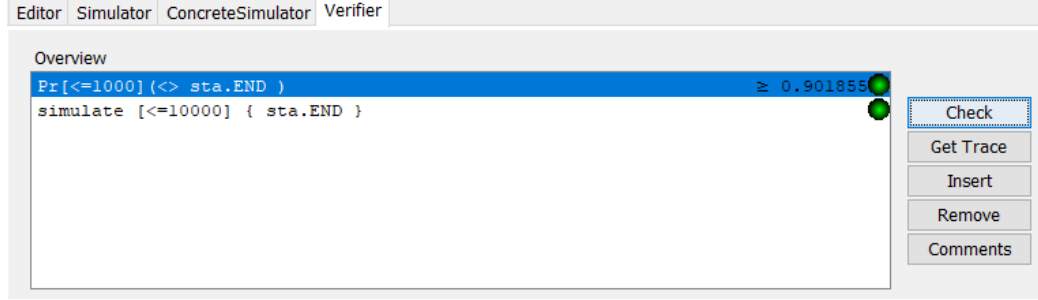 Editor Simulator ConcreteSimulator Verifier
Overview
Pr[<=1000](<> sta.END ) ≥ 0.901855
simulate [<=10000] { sta.END }
Check
Get Trace
Insert
Remove
Comments